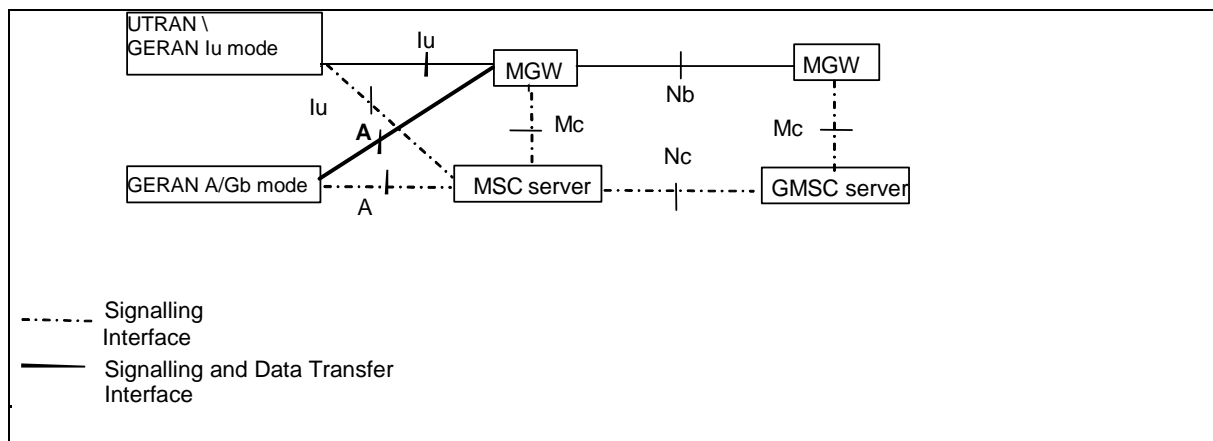 UTRAN \
GERAN Iu mode
Iu
MGW
MGW
Nb
Iu
A
Mc
Mc
Nc
GERAN A/Gb mode
MSC server
GMSC server
A
Signalling
Interface
Signalling and Data Transfer
Interface